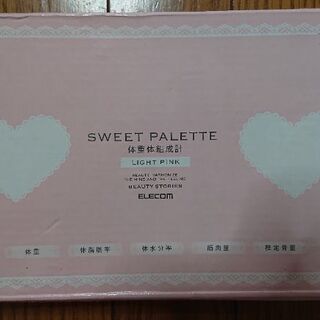 SWEET PALETTE
体重体組成計
LIGHT PINK
BEAUTY STORIES
ELECOM
体重 体脂肪率 体水分率 筋肉量 推定骨量